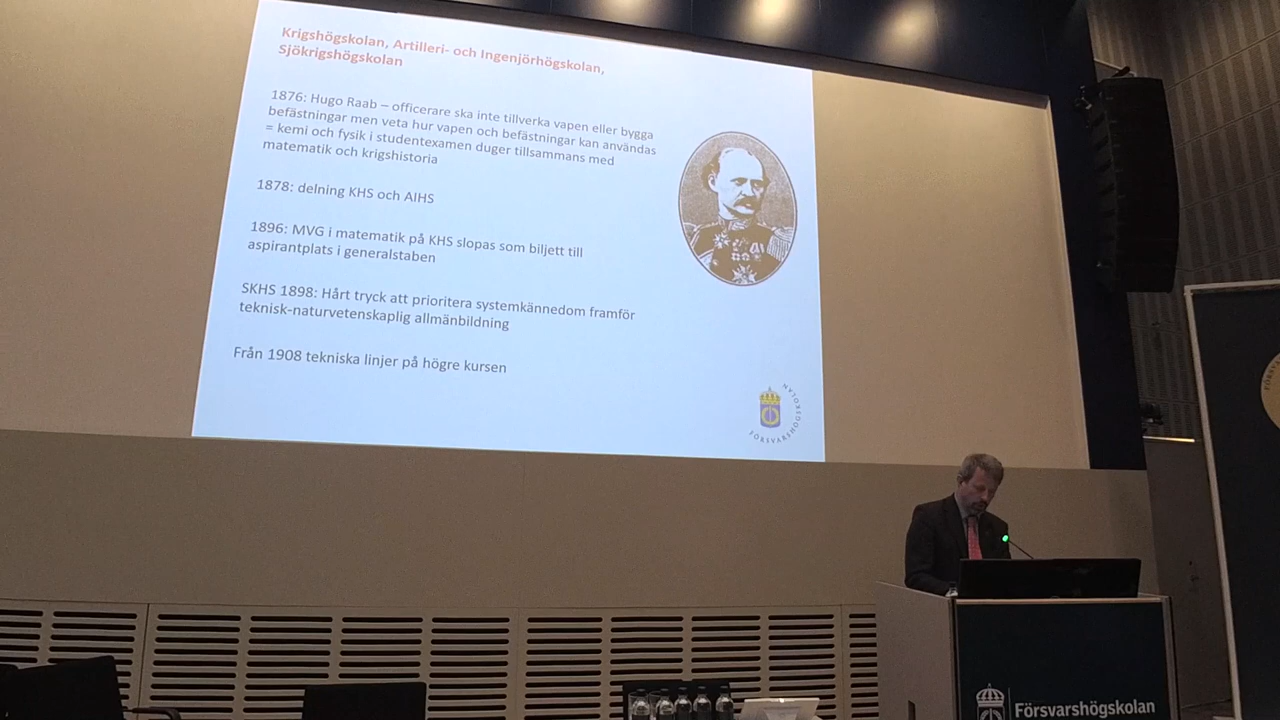 Krigshögskolan, Artilleri- och Ingenjörhögskolan,
Sjökrigshögskolan
1876: Hugo Raab – officerare ska inte tillverka vapen eller bygga
befästningar men veta hur vapen och befästningar kan användas
= kemi och fysik i studentexamen duger tillsammans med
matematik och krigshistoria
1878: delning KHS och AIHS
1896: MVG i matematik på KHS slopas som biljett till
aspirantplats i generalstaben
SKHS 1898: Hårt tryck att prioritera systemkännedom framför
teknisk-naturvetenskaplig allmänbildning
Från 1908 tekniska linjer på högre kursen
FÖRSVARSHÖGSKOLAN
Försvarshögskolan